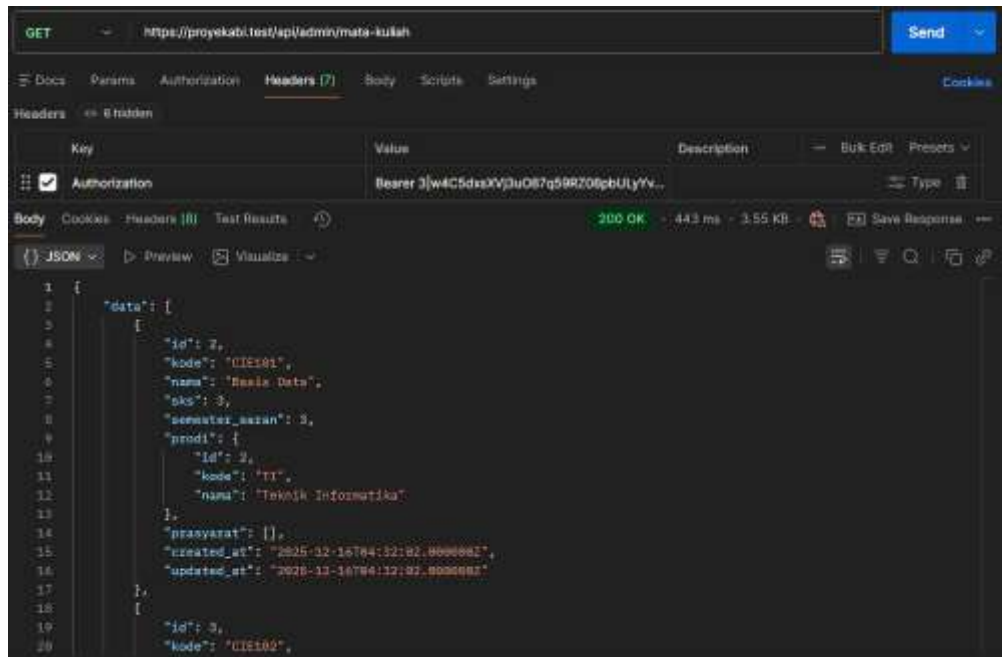 GET https://proyekabi.test/api/admin/mata-kuliah Send
Docs Params Authorization Headers (7) Body Scripts Settings Cookies
Headers 6 hidden
Key Value Description Bulk Edit Presets
Authorization Bearer Type
Body Cookies Headers (8) Test Results 200 OK 443 ms 3.55 KB Save Response
{} JSON Preview Visualize
1 {
2 "data": [
3 {
4 "id": 2,
5 "kode": "CIE101",
6 "nama": "Basis Data",
7 "sks": 3,
8 "semester_saran": 3,
9 "prodi": {
10 "id": 2,
11 "kode": "TI",
12 "nama": "Teknik Informatika"
13 },
14 "prasyarat": [],
15 "created_at": "2025-12-16T04:32:02.000000Z",
16 "updated_at": "2025-12-16T04:32:02.000000Z"
17 },
18 {
19 "id": 3,
20 "kode": "CIE102",